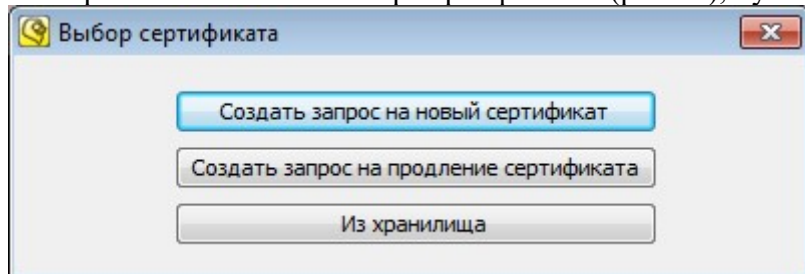 Выбор сертификата
Создать запрос на новый сертификат
Создать запрос на продление сертификата
Из хранилища